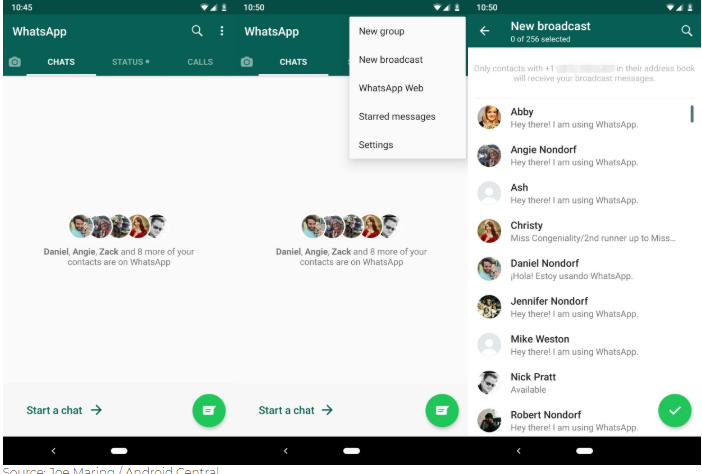 10:45
WhatsApp
CHATS
STATUS
CALLS
Daniel, Angie, Zack and 8 more of your
contacts are on WhatsApp
Start a chat →
10:50
WhatsApp
CHATS
New group
New broadcast
WhatsApp Web
Starred messages
Settings
Daniel, Angie, Zack and 8 more of your
contacts are on WhatsApp
Start a chat →
10:50
New broadcast
0 of 256 selected
Only contacts with +1 in their address book
will receive your broadcast messages.
Abby
Hey there! I am using WhatsApp.
Angie Nondorf
Hey there! I am using WhatsApp.
Ash
Hey there! I am using WhatsApp.
Christy
Miss Congeniality/2nd runner up to Miss...
Daniel Nondorf
¡Hola! Estoy usando WhatsApp.
Jennifer Nondorf
Hey there! I am using WhatsApp.
Mike Weston
Hey there! I am using WhatsApp.
Nick Pratt
Available
Robert Nondorf
Hey there! I am using WhatsApp.
Source: Joe Maring / Android Central